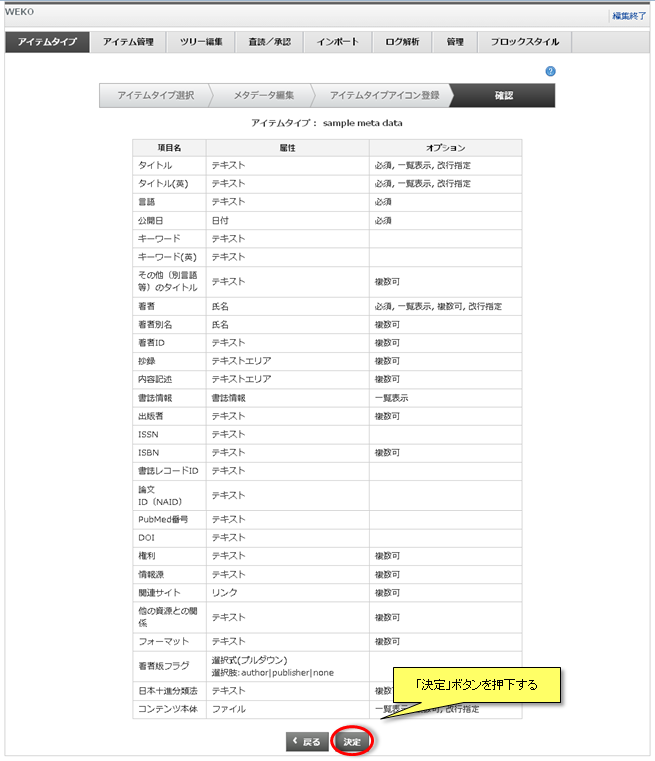 WEKO
編集終了
アイテムタイプ アイテム管理 ツリー編集 査読／承認 インポート ログ解析 管理 ブロックスタイル
?
アイテムタイプ選択 メタデータ編集 アイテムタイプアイコン登録 確認
アイテムタイプ： sample meta data
項目名 属性 オプション
タイトル テキスト 必須, 一覧表示, 改行指定
タイトル(英) テキスト 必須, 一覧表示, 改行指定
言語 テキスト 必須
公開日 日付 必須
キーワード テキスト
キーワード(英) テキスト
その他（別言語
等）のタイトル テキスト 複数可
著者 氏名 必須, 一覧表示, 複数可, 改行指定
著者別名 氏名 複数可
著者ID テキスト 複数可
抄録 テキストエリア 複数可
内容記述 テキストエリア 複数可
書誌情報 書誌情報 一覧表示
出版者 テキスト 複数可
ISSN テキスト
ISBN テキスト 複数可
書誌レコードID テキスト
論文
ID（NAID） テキスト
PubMed番号 テキスト
DOI テキスト
権利 テキスト 複数可
情報源 テキスト 複数可
関連サイト リンク 複数可
他の資源との関
係 テキスト 複数可
フォーマット テキスト 複数可
著者版フラグ 選択式(プルダウン)
選択肢:author|publisher|none
「決定」ボタンを押下する
日本十進分類法 テキスト 複数
コンテンツ本体 ファイル 一覧表 可, 改行指定
戻る 決定